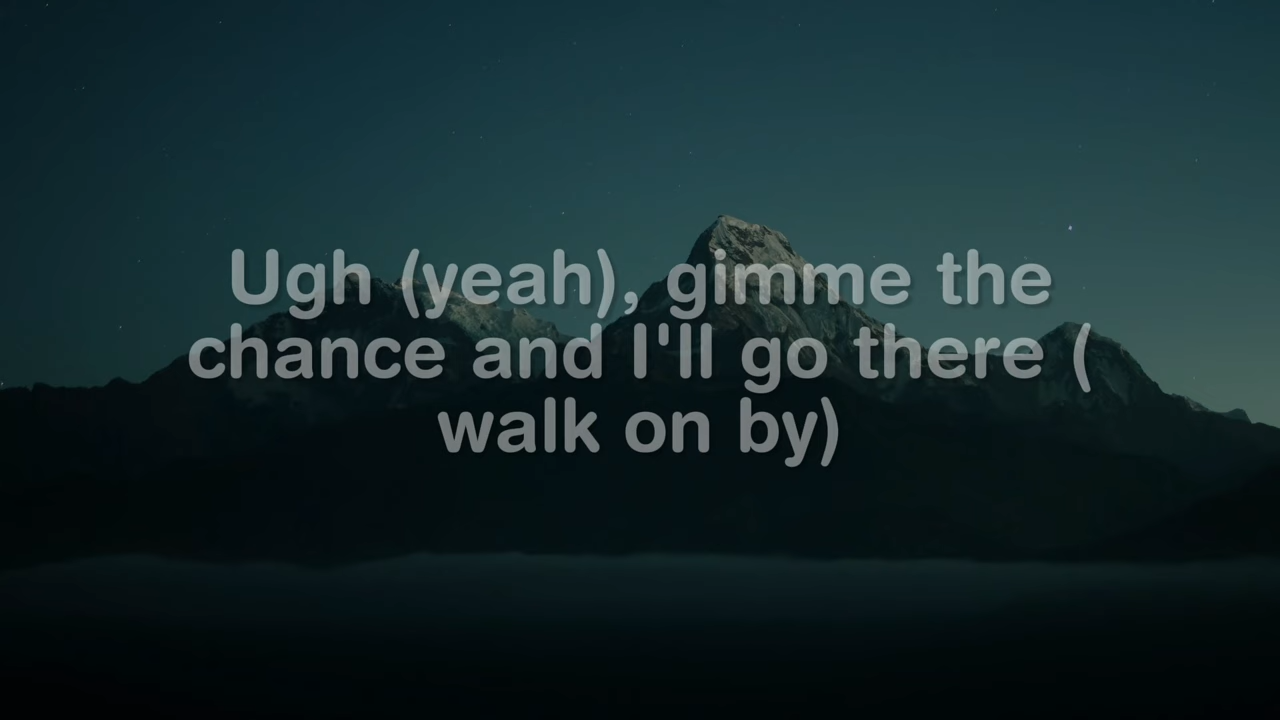 Ugh (yeah), gimme the
chance and I'll go there (
walk on by)